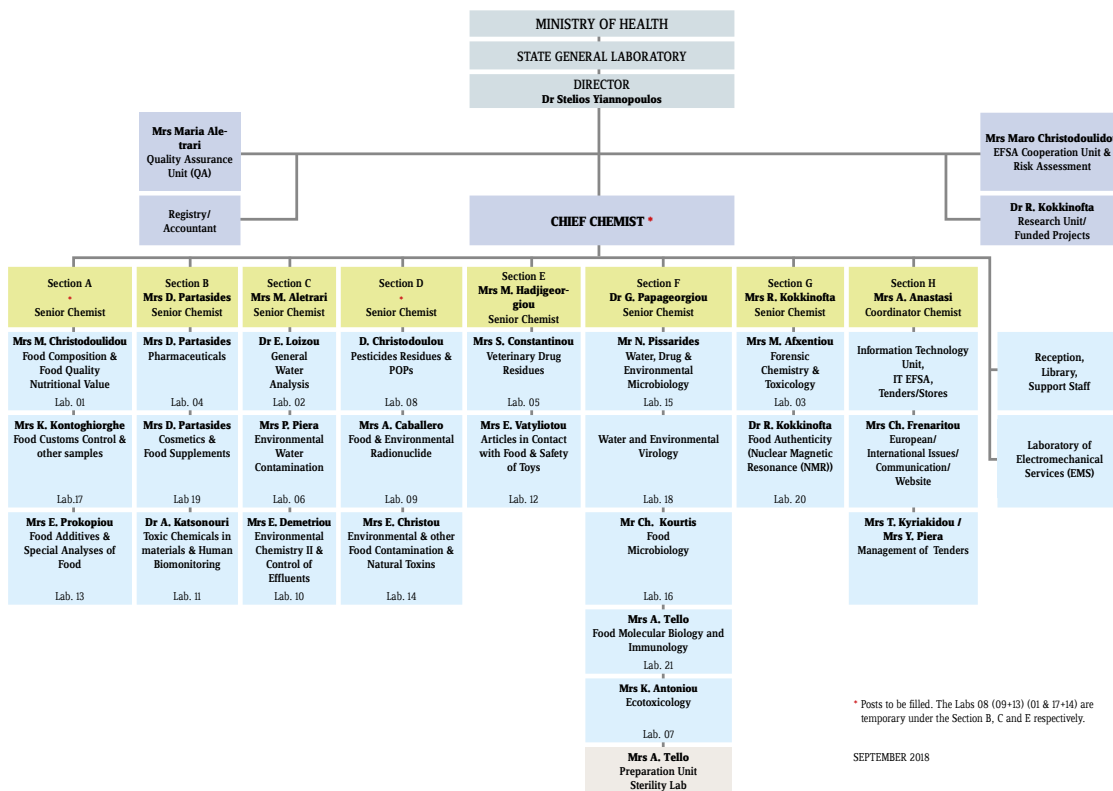 MINISTRY OF HEALTH
STATE GENERAL LABORATORY
DIRECTOR
Dr Stelios Yiannopoulos
Mrs Maria Ale-
trari
Quality Assurance
Unit (QA)
Mrs Maro Christodoulidou
EFSA Cooperation Unit &
Risk Assessment
Registry/
Accountant
CHIEF CHEMIST *
Dr R. Kokkinofta
Research Unit/
Funded Projects
Section A
*
Senior Chemist
Section B
Mrs D. Partasides
Senior Chemist
Section C
Mrs M. Aletrari
Senior Chemist
Section D
*
Senior Chemist
Section E
Mrs M. Hadjigeor-
giou
Senior Chemist
Section F
Dr G. Papageorgiou
Senior Chemist
Section G
Mrs R. Kokkinofta
Senior Chemist
Section H
Mrs A. Anastasi
Coordinator Chemist
Mrs M. Christodoulidou
Food Composition &
Food Quality
Nutritional Value
Lab. 01
Mrs D. Partasides
Pharmaceuticals
Lab. 04
Dr E. Loizou
General
Water
Analysis
Lab. 02
D. Christodoulou
Pesticides Residues &
POPs
Lab. 08
Mrs S. Constantinou
Veterinary Drug
Residues
Lab. 05
Mr N. Pissarides
Water, Drug &
Environmental
Microbiology
Lab. 15
Mrs M. Afxentiou
Forensic
Chemistry &
Toxicology
Lab. 03
Information Technology
Unit,
IT EFSA,
Tenders/Stores
Reception,
Library,
Support Staff
Mrs K. Kontoghiorghe
Food Customs Control &
other samples
Lab.17
Mrs D. Partasides
Cosmetics &
Food Supplements
Lab 19
Mrs P. Piera
Environmental
Water
Contamination
Lab. 06
Mrs A. Caballero
Food & Environmental
Radionuclide
Lab. 09
Mrs E. Vatyliotou
Articles in Contact
with Food & Safety
of Toys
Lab. 12
Water and Environmental
Virology
Lab. 18
Dr R. Kokkinofta
Food Authenticity
(Nuclear Magnetic
Resonance (NMR))
Lab. 20
Mrs Ch. Frenaritou
European/
International Issues/
Communication/
Website
Laboratory of
Electromechanical
Services (EMS)
Mrs E. Prokopiou
Food Additives &
Special Analyses of
Food
Lab. 13
Dr A. Katsonouri
Toxic Chemicals in
materials & Human
Biomonitoring
Lab. 11
Mrs E. Demetriou
Environmental
Chemistry II &
Control of
Effluents
Lab. 10
Mrs E. Christou
Environmental & other
Food Contamination &
Natural Toxins
Lab. 14
Mr Ch. Kourtis
Food
Microbiology
Lab. 16
Mrs T. Kyriakidou /
Mrs Y. Piera
Management of Tenders
Mrs A. Tello
Food Molecular Biology and
Immunology
Lab. 21
Mrs K. Antoniou
Ecotoxicology
Lab. 07
Mrs A. Tello
Preparation Unit
Sterility Lab
* Posts to be filled. The Labs 08 (09+13) (01 & 17+14) are
temporary under the Section B, C and E respectively.
SEPTEMBER 2018